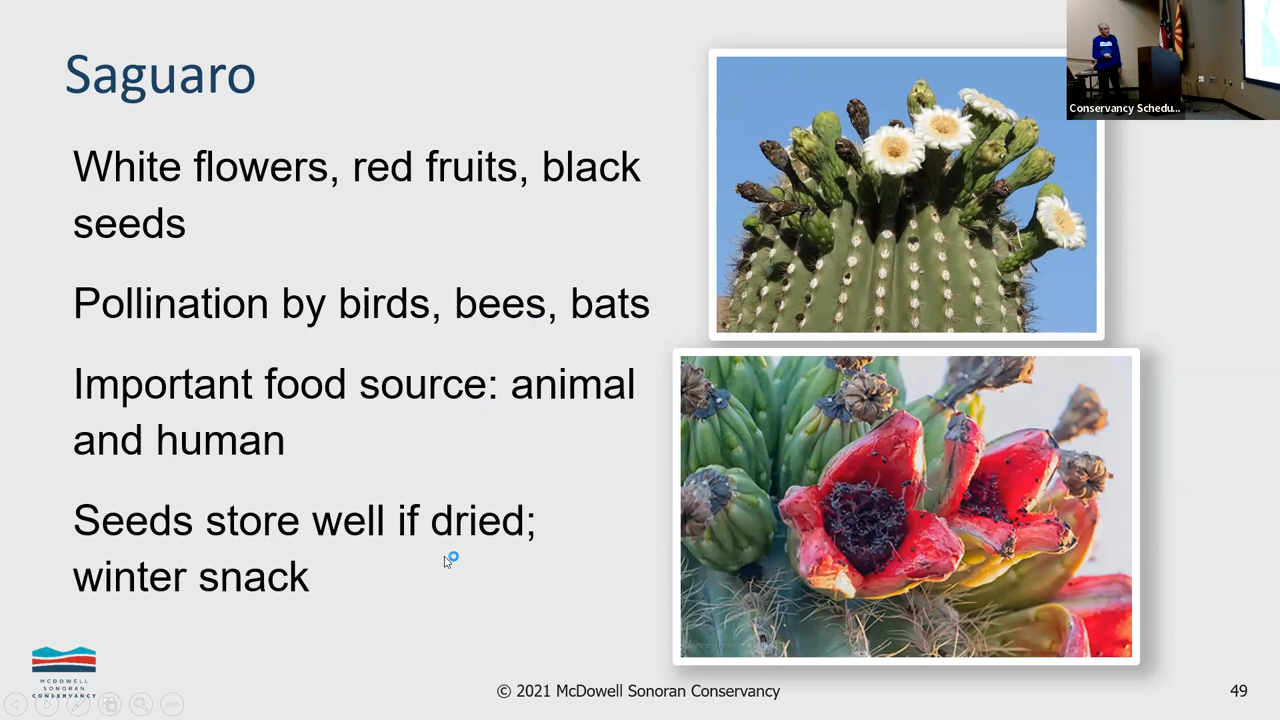 Saguaro
White flowers, red fruits, black
seeds
Pollination by birds, bees, bats
Important food source: animal
and human
Seeds store well if dried;
winter snack
Conservancy Schedu...
MCDOWELL
SONORAN
CONSERVANCY
© 2021 McDowell Sonoran Conservancy
49